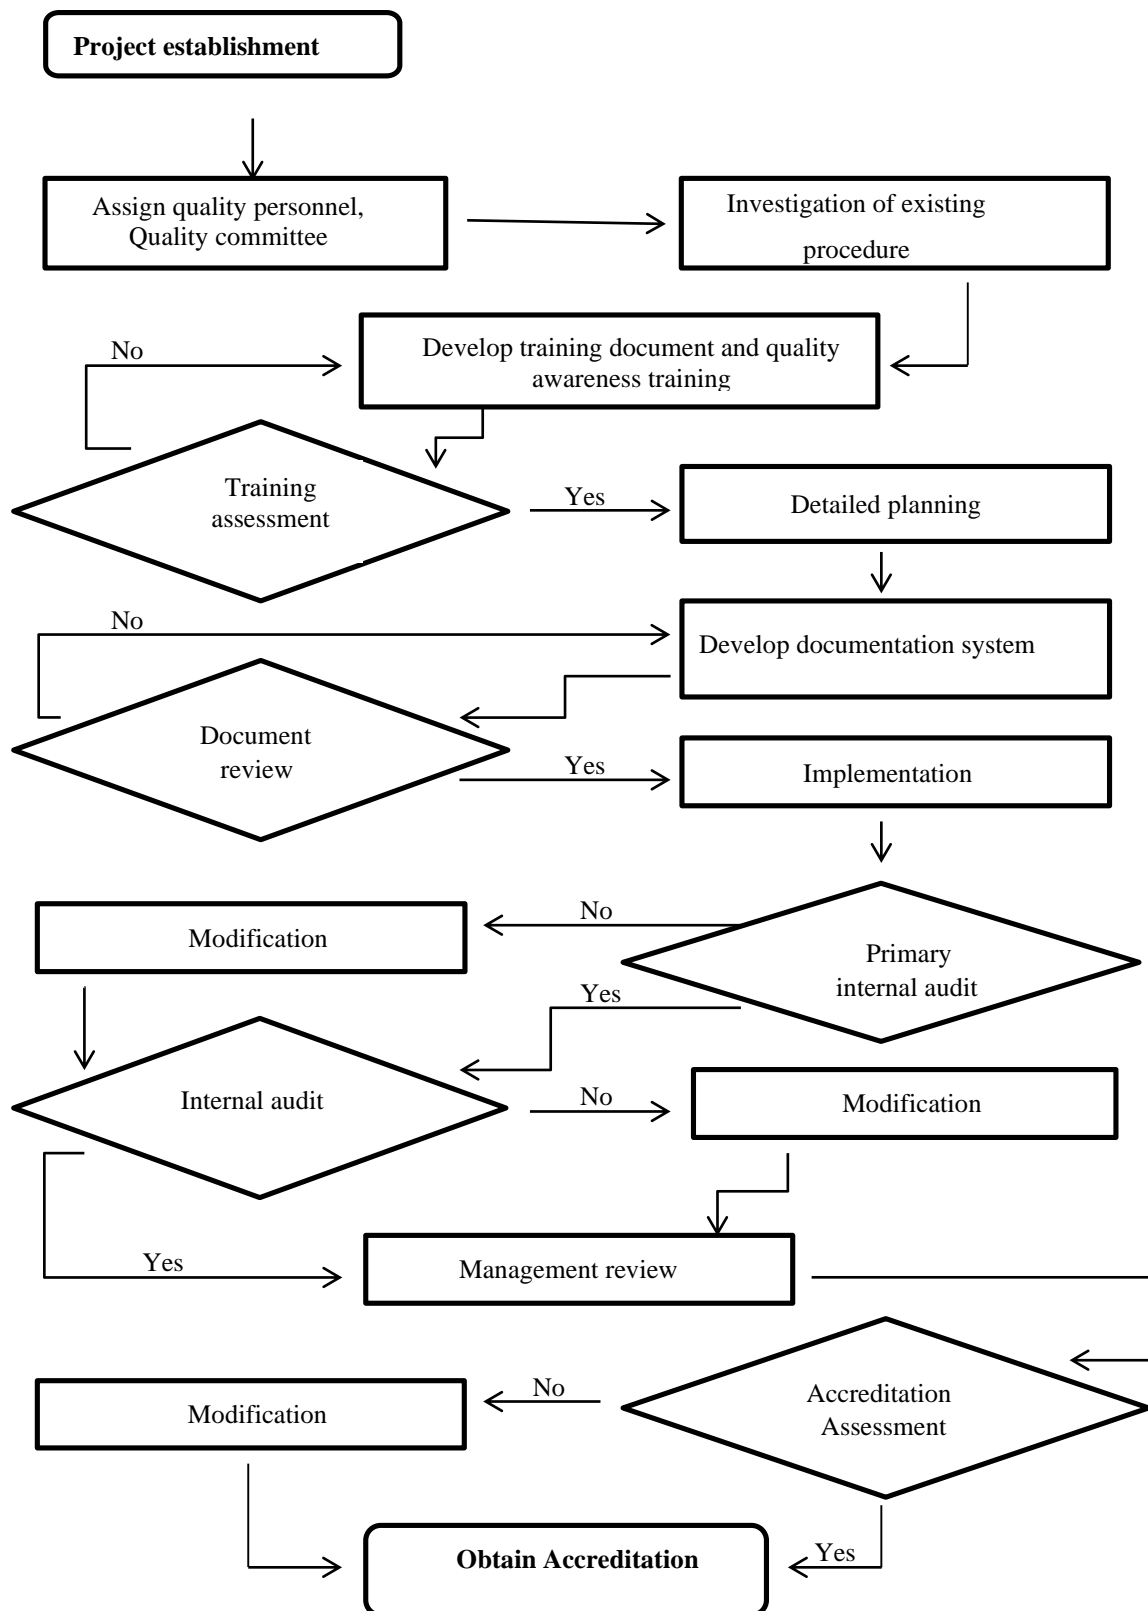 Project establishment
Assign quality personnel,
Quality committee
Investigation of existing
procedure
No
Develop training document and quality
awareness training
Training
assessment
Yes
Detailed planning
No
Develop documentation system
Document
review
Yes
Implementation
Modification
No
Primary
internal audit
Yes
Internal audit
No
Modification
Yes
Management review
Modification
No
Accreditation
Assessment
Obtain Accreditation
Yes